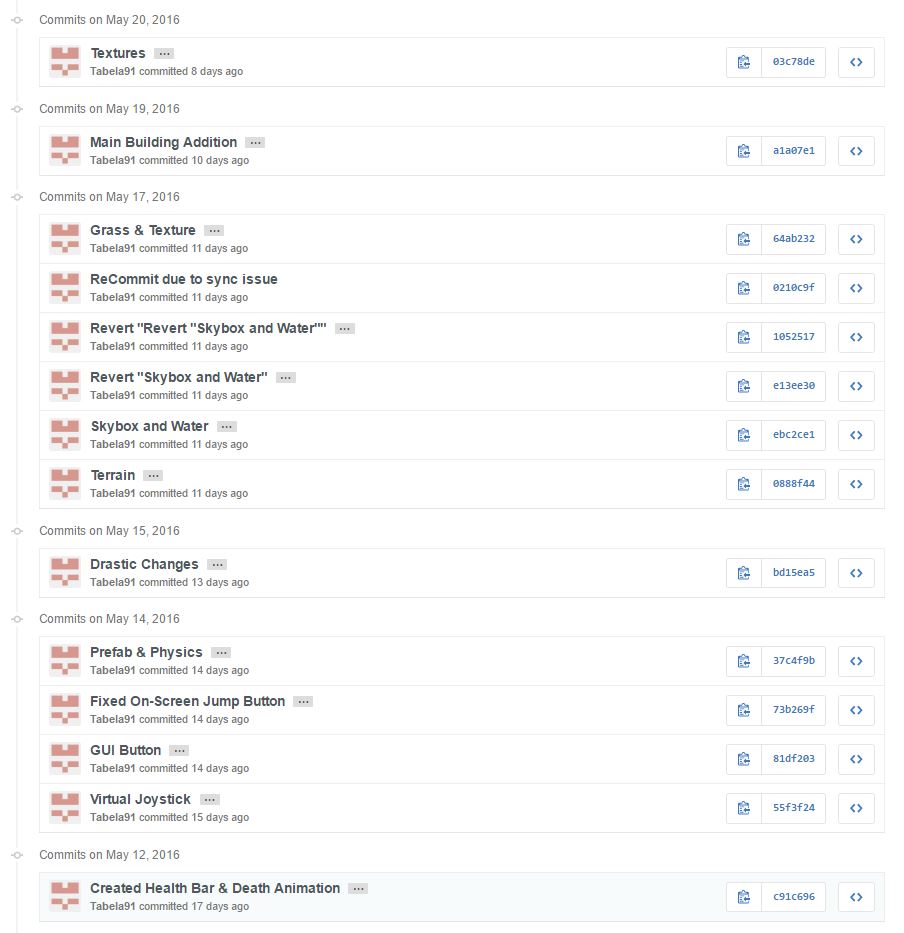 Commits on May 20, 2016
Textures ...
Tabela91 committed 8 days ago
03c78de
Commits on May 19, 2016
Main Building Addition ...
Tabela91 committed 10 days ago
a1a07e1
Commits on May 17, 2016
Grass & Texture ...
Tabela91 committed 11 days ago
64ab232
ReCommit due to sync issue
Tabela91 committed 11 days ago
0210c9f
Revert "Revert "Skybox and Water"" ...
Tabela91 committed 11 days ago
1052517
Revert "Skybox and Water" ...
Tabela91 committed 11 days ago
e13ee30
Skybox and Water ...
Tabela91 committed 11 days ago
ebc2ce1
Terrain ...
Tabela91 committed 11 days ago
0888f44
Commits on May 15, 2016
Drastic Changes ...
Tabela91 committed 13 days ago
bd15ea5
Commits on May 14, 2016
Prefab & Physics ...
Tabela91 committed 14 days ago
37c4f9b
Fixed On-Screen Jump Button ...
Tabela91 committed 14 days ago
73b269f
GUI Button ...
Tabela91 committed 14 days ago
81df203
Virtual Joystick ...
Tabela91 committed 15 days ago
55f3f24
Commits on May 12, 2016
Created Health Bar & Death Animation ...
Tabela91 committed 17 days ago
c91c696